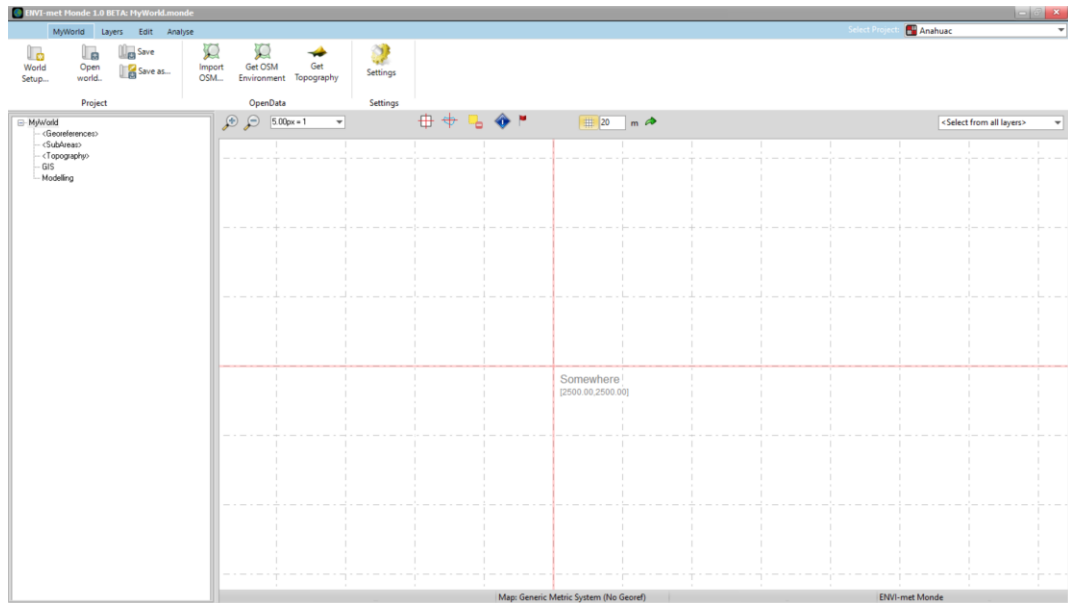 ENVI-met Monde 1.0 BETA: MyWorld.monde
MyWorld Layers Edit Analyse
Select Project: Anahuac
World Setup...
Open world..
Save
Save as...
Import OSM...
Get OSM Environment
Get Topography
Settings
Project
OpenData
Settings
MyWorld
<Georeferences>
<SubAreas>
<Topography>
GIS
Modelling
5.00px = 1
20 m
<Select from all layers>
Somewhere
[2500.00,2500.00]
Map: Generic Metric System (No Georef)
ENVI-met Monde